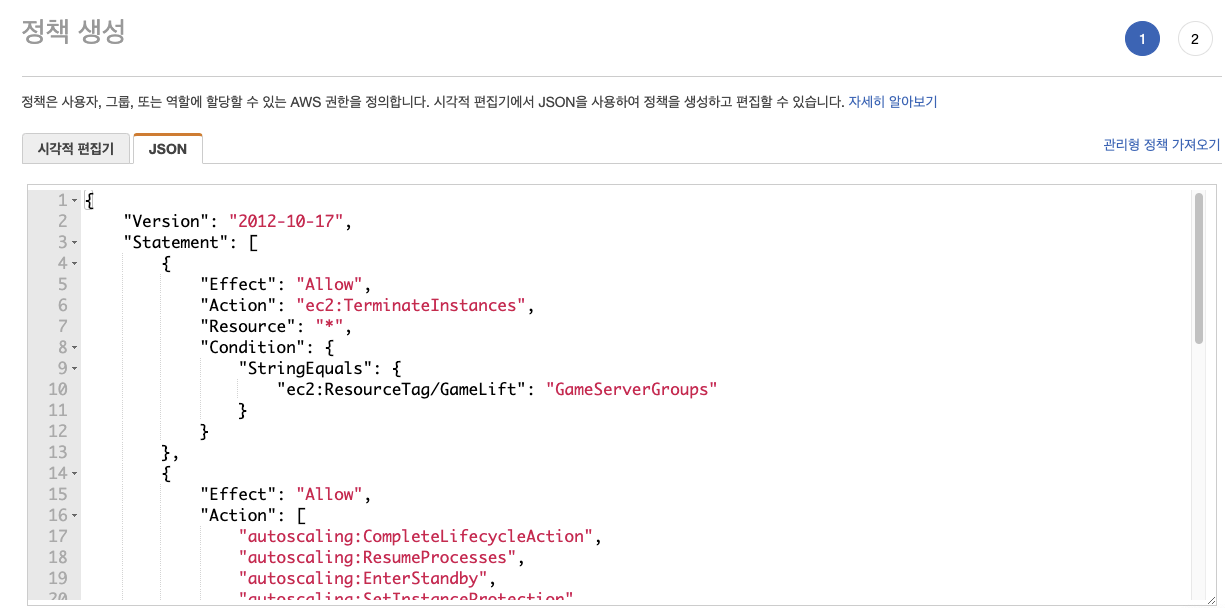 정책 생성
1 2
정책은 사용자, 그룹, 또는 역할에 할당할 수 있는 AWS 권한을 정의합니다. 시각적 편집기에서 JSON을 사용하여 정책을 생성하고 편집할 수 있습니다. 자세히 알아보기
시각적 편집기 JSON 관리형 정책 가져오기
1 {
2     "Version": "2012-10-17",
3     "Statement": [
4         {
5             "Effect": "Allow",
6             "Action": "ec2:TerminateInstances",
7             "Resource": "*",
8             "Condition": {
9                 "StringEquals": {
10                     "ec2:ResourceTag/GameLift": "GameServerGroups"
11                 }
12             }
13         },
14         {
15             "Effect": "Allow",
16             "Action": [
17                 "autoscaling:CompleteLifecycleAction",
18                 "autoscaling:ResumeProcesses",
19                 "autoscaling:EnterStandby",
20                 "autoscaling:SetInstanceProtection"